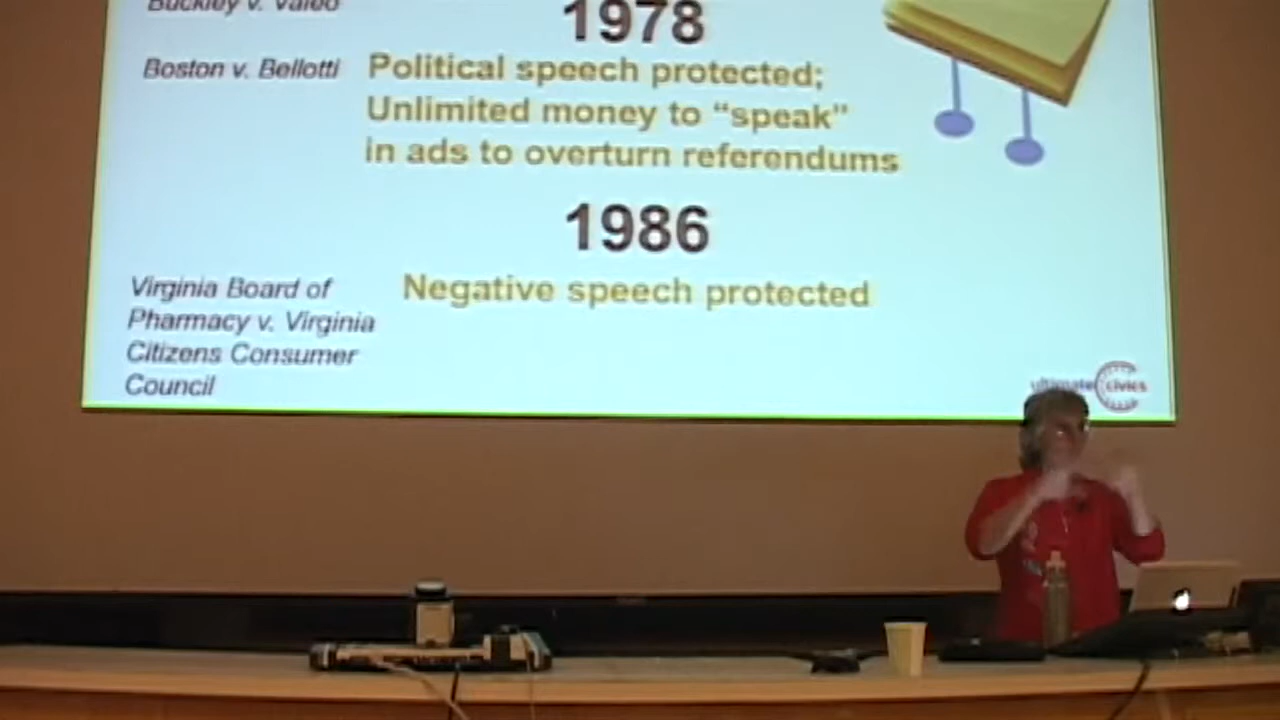 Buckley v. Valeo
1978
Boston v. Bellotti
Political speech protected;
Unlimited money to “speak”
in ads to overturn referendums
1986
Virginia Board of
Pharmacy v. Virginia
Citizens Consumer
Council
Negative speech protected
ultimate civics